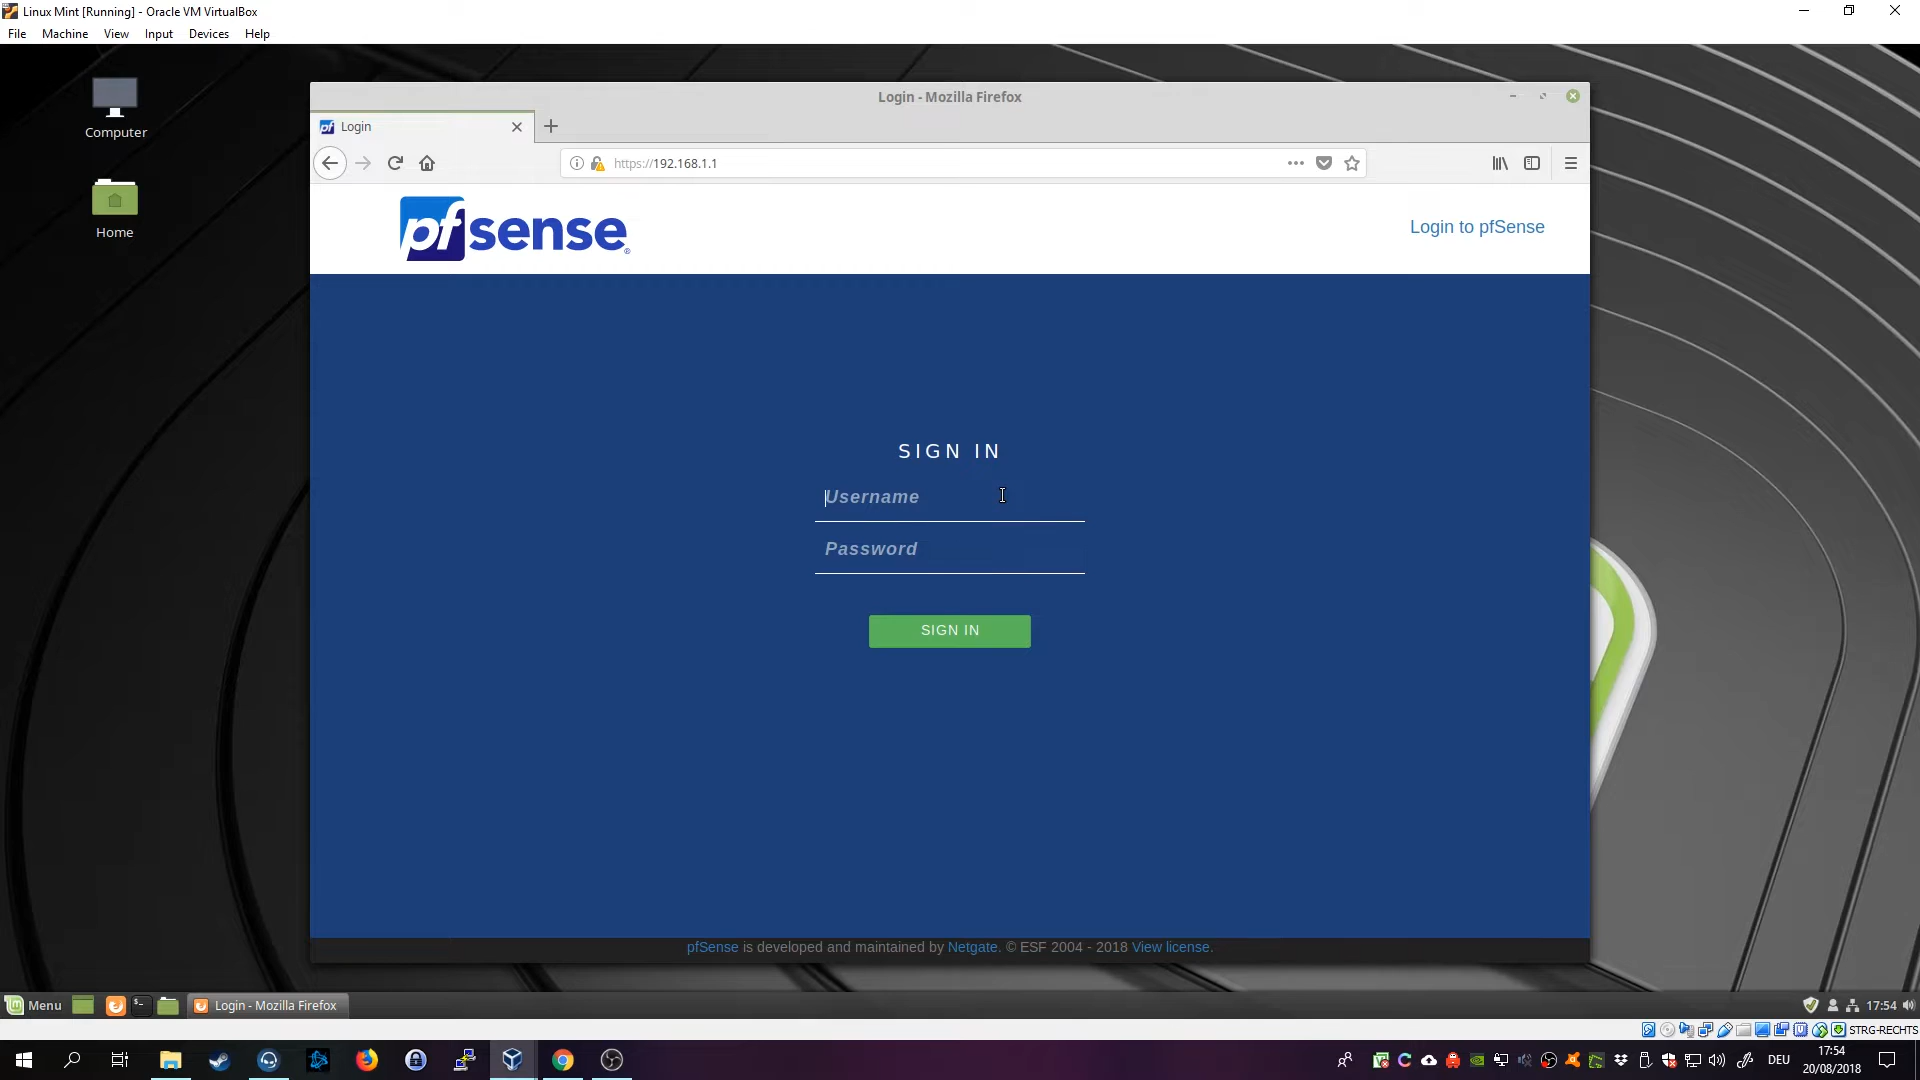 Linux Mint [Running] - Oracle VM VirtualBox
File Machine View Input Devices Help
Computer
Home
Login - Mozilla Firefox
pf Login
https://192.168.1.1
pfsense®
Login to pfSense
SIGN IN
Username
Password
SIGN IN
pfSense is developed and maintained by Netgate. © ESF 2004 - 2018 View license.
Menu Login - Mozilla Firefox 17:54
STRG-RECHTS
DEU 17:54
20/08/2018